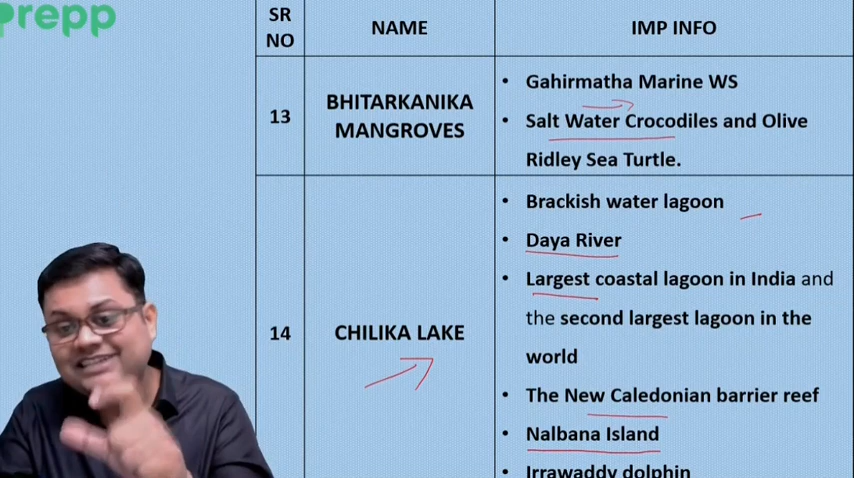 prepp
SR
NO
NAME
IMP INFO
13
BHITARKANIKA
MANGROVES
• Gahirmatha Marine WS
• Salt Water Crocodiles and Olive
Ridley Sea Turtle.
14
CHILIKA LAKE
• Brackish water lagoon
• Daya River
• Largest coastal lagoon in India and
the second largest lagoon in the
world
• The New Caledonian barrier reef
• Nalbana Island
• Irrawaddy dolphin